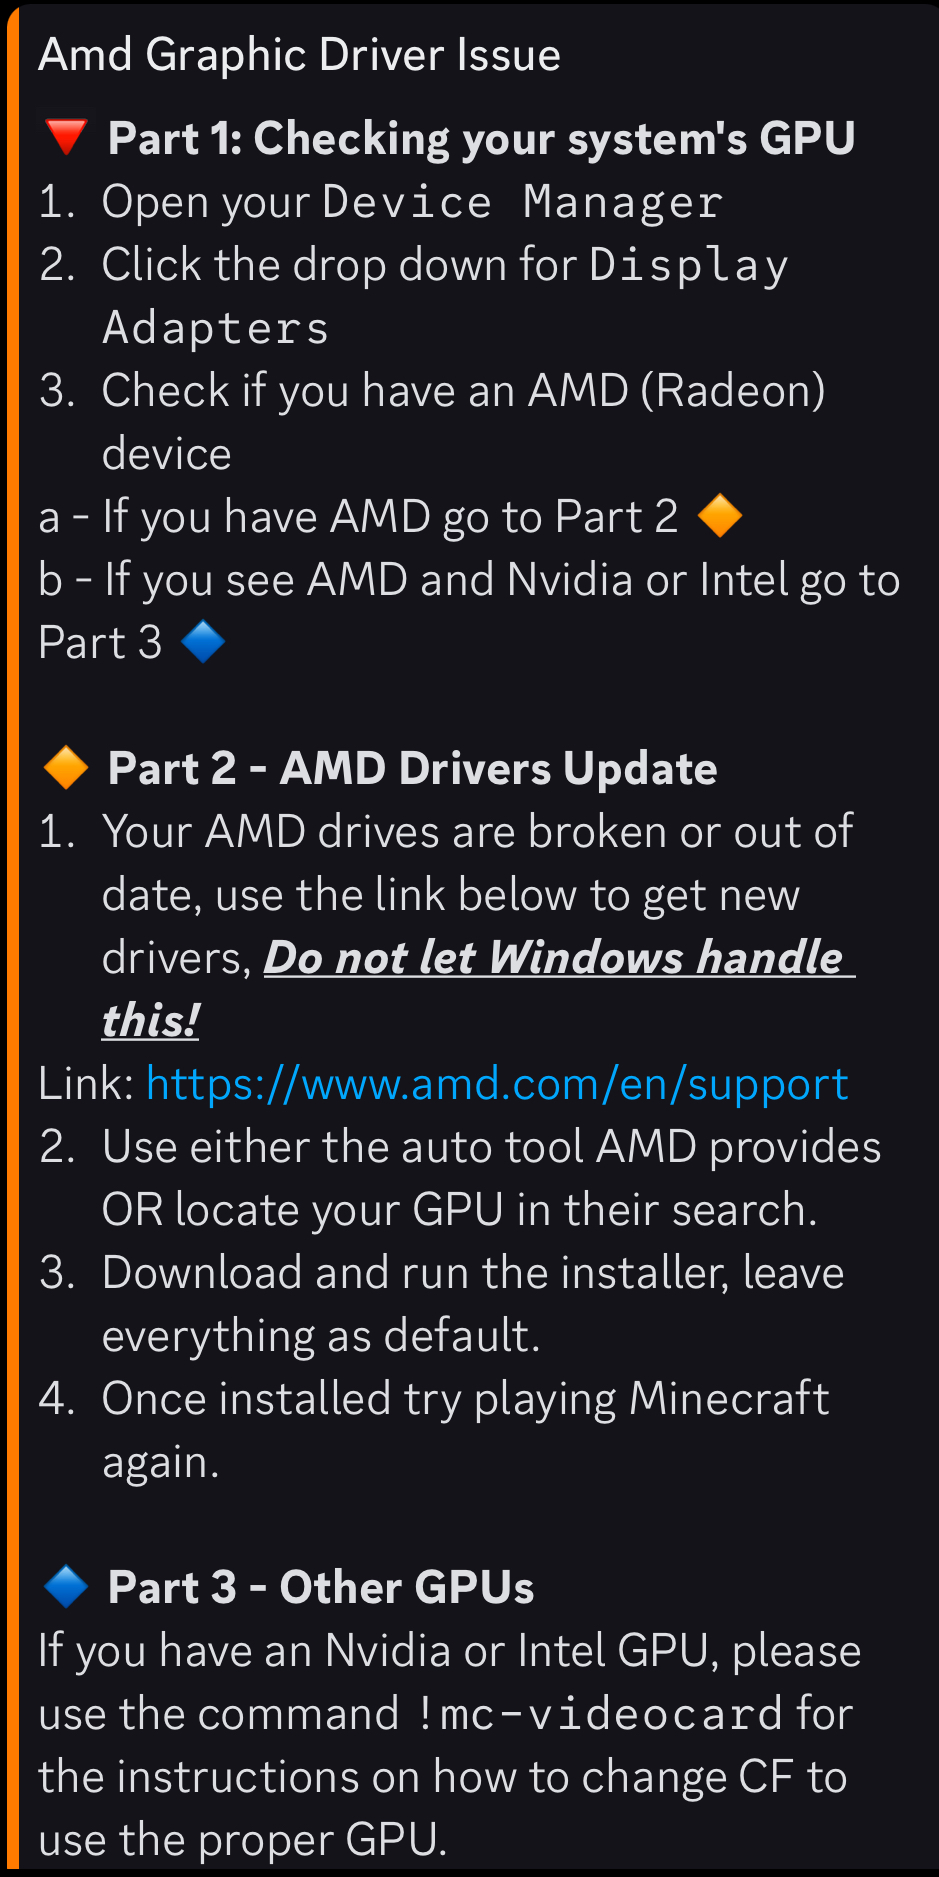 Amd Graphic Driver Issue
🔻 Part 1: Checking your system's GPU
1. Open your Device Manager
2. Click the drop down for Display
Adapters
3. Check if you have an AMD (Radeon)
device
a - If you have AMD go to Part 2 🔶
b - If you see AMD and Nvidia or Intel go to
Part 3 🔷
🔶 Part 2 - AMD Drivers Update
1. Your AMD drives are broken or out of
date, use the link below to get new
drivers, Do not let Windows handle
this!
Link: https://www.amd.com/en/support
2. Use either the auto tool AMD provides
OR locate your GPU in their search.
3. Download and run the installer, leave
everything as default.
4. Once installed try playing Minecraft
again.
🔷 Part 3 - Other GPUs
If you have an Nvidia or Intel GPU, please
use the command !mc-videocard for
the instructions on how to change CF to
use the proper GPU.